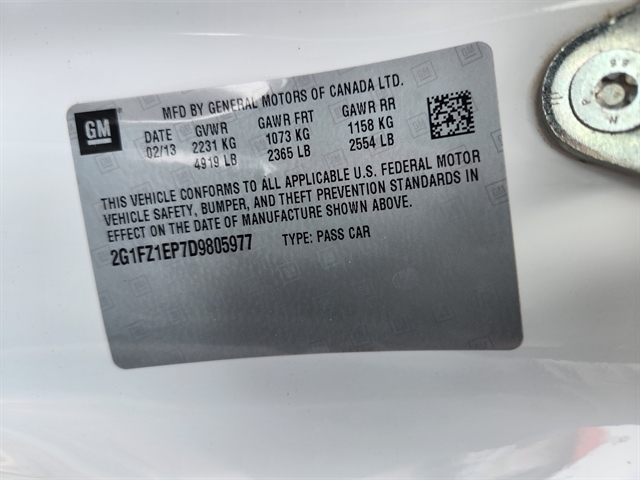 MFD BY GENERAL MOTORS OF CANADA LTD.
GM
DATE GVWR GAWR FRT GAWR RR
02/13 2231 KG 1073 KG 1158 KG
4919 LB 2365 LB 2554 LB
THIS VEHICLE CONFORMS TO ALL APPLICABLE U.S. FEDERAL MOTOR
VEHICLE SAFETY, BUMPER, AND THEFT PREVENTION STANDARDS IN
EFFECT ON THE DATE OF MANUFACTURE SHOWN ABOVE.
2G1FZ1EP7D9805977 TYPE: PASS CAR